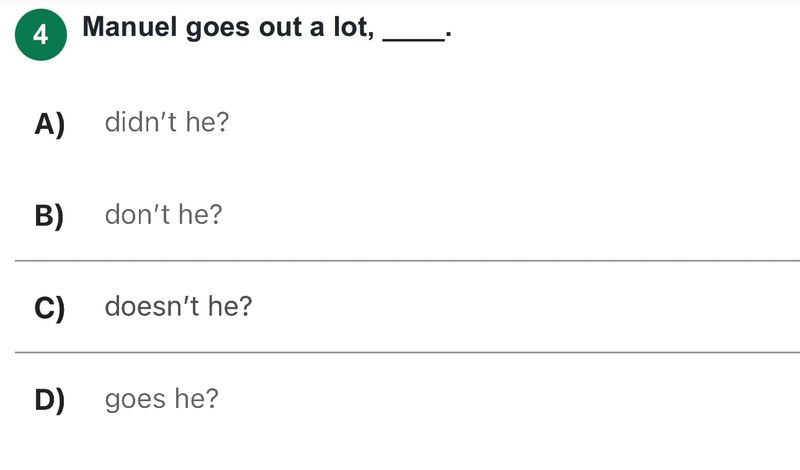 4 Manuel goes out a lot, ____.
A) didn't he?
B) don't he?
C) doesn't he?
D) goes he?